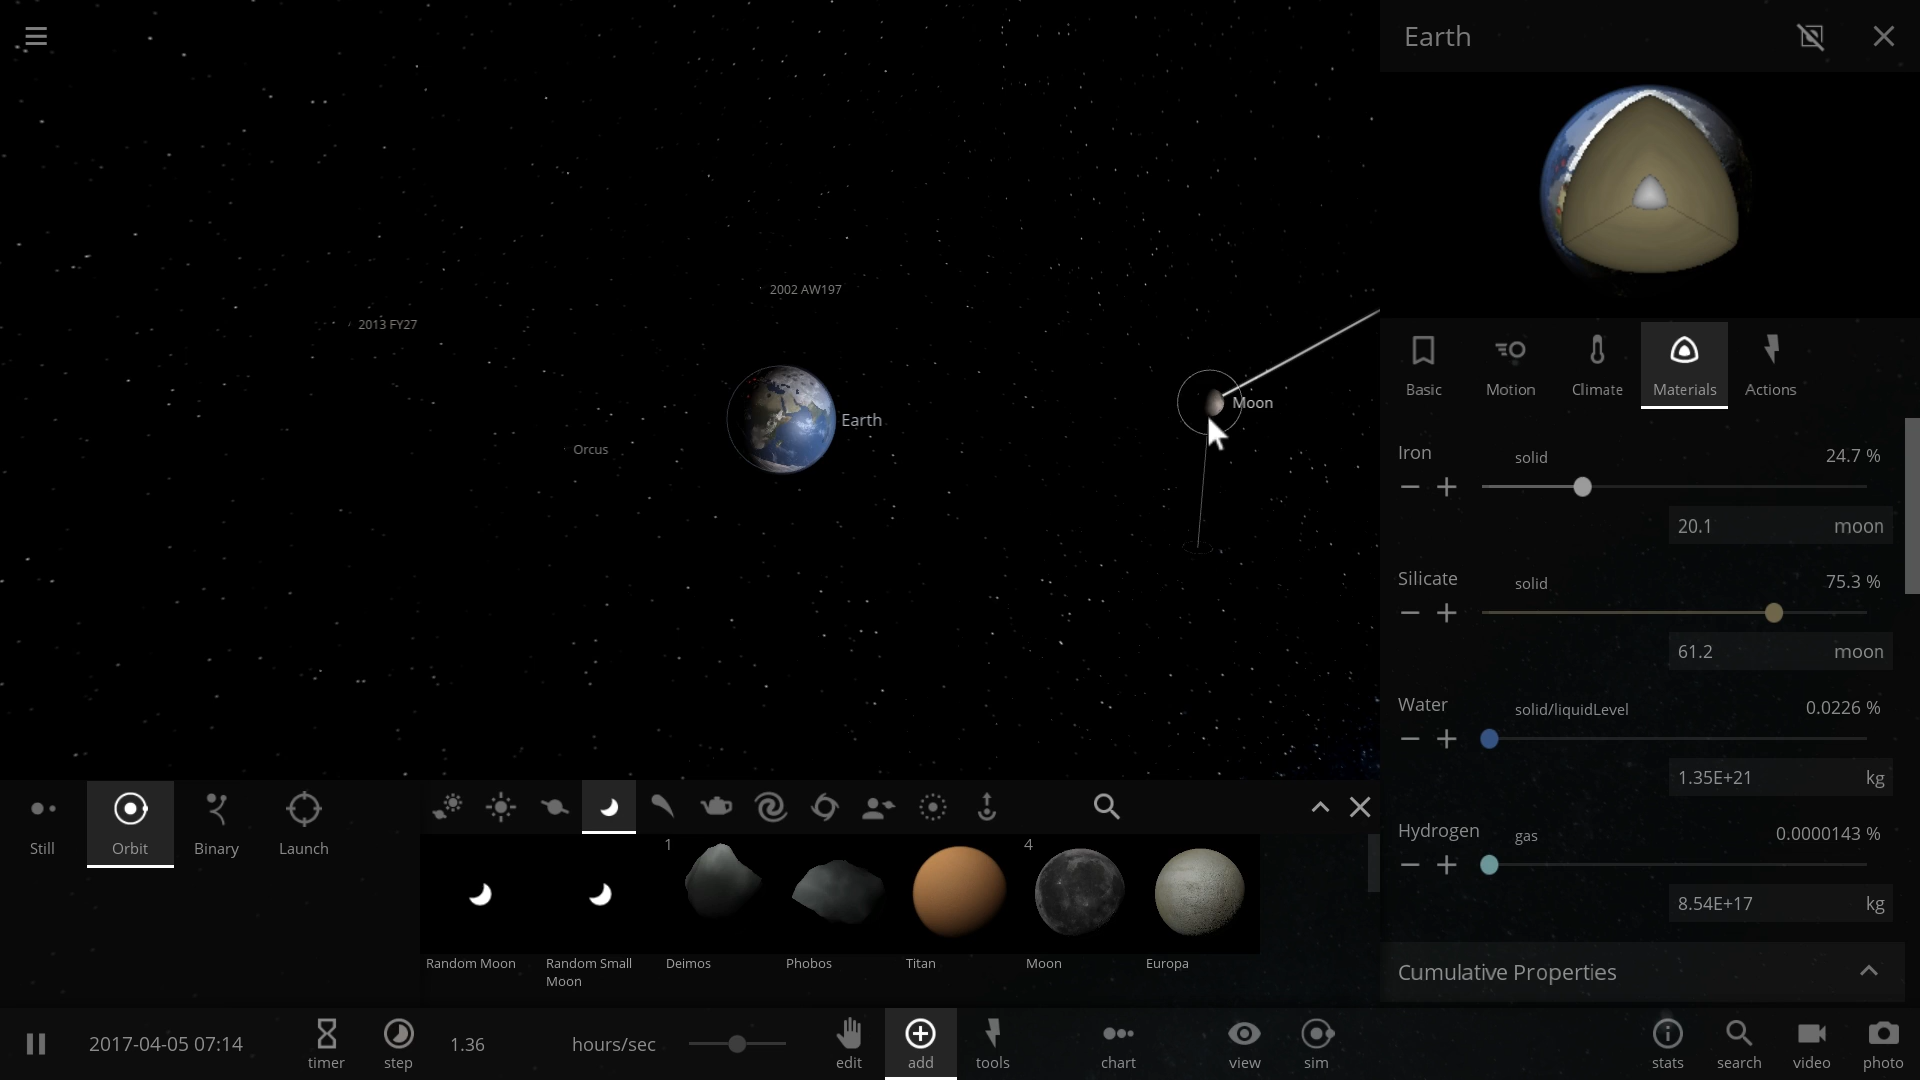 Earth
2002 AW197
2013 FY27
Moon
Earth
Orcus
Basic Motion Climate Materials Actions
Iron solid 24.7 %
20.1 moon
Silicate solid 75.3 %
61.2 moon
Water solid/liquidLevel 0.0226 %
1.35E+21 kg
Hydrogen gas 0.0000143 %
8.54E+17 kg
Cumulative Properties
Still Orbit Binary Launch
1 4
Random Moon Random Small Moon Deimos Phobos Titan Moon Europa
2017-04-05 07:14 timer step 1.36 hours/sec edit add tools chart view sim stats search video photo